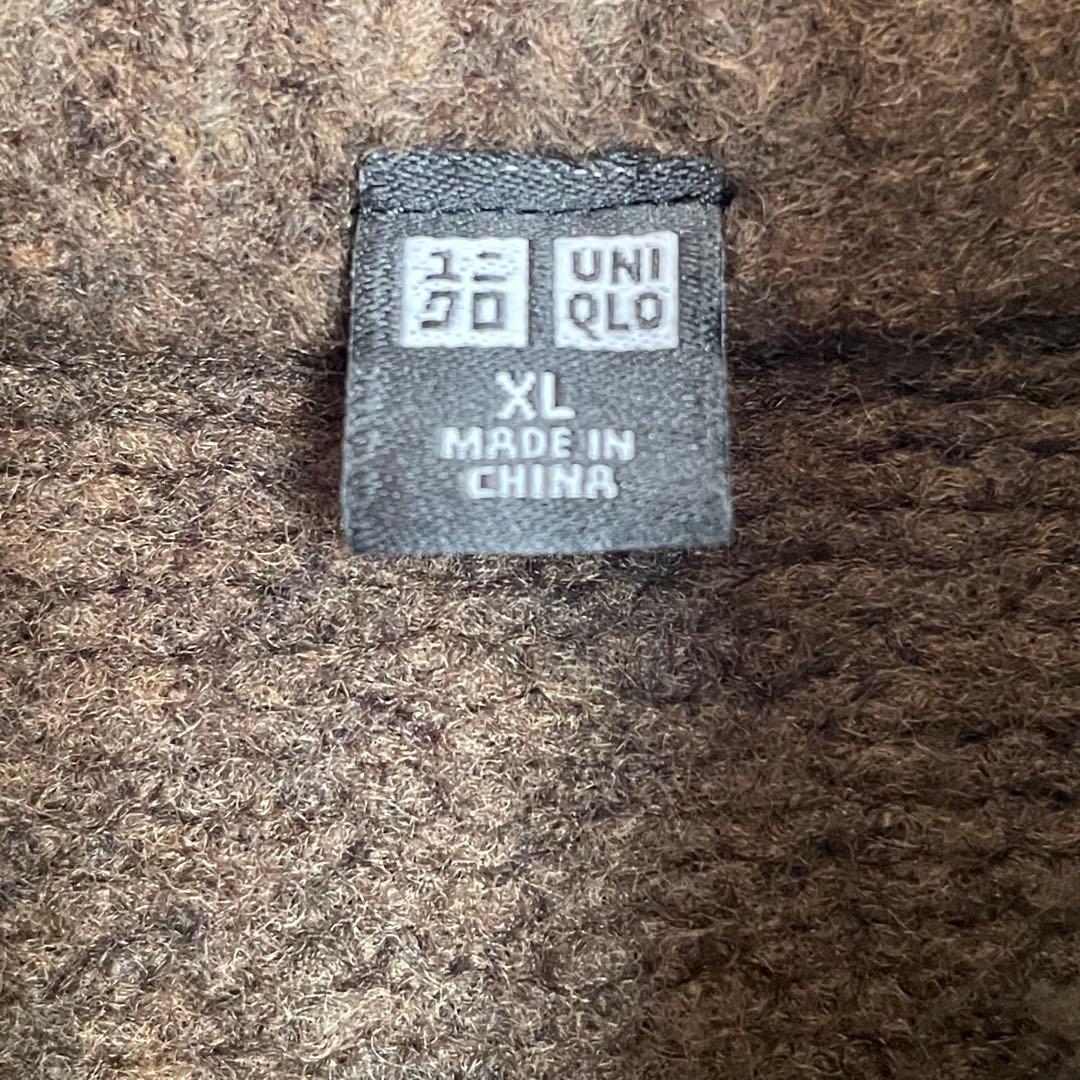 ユニ
クロ
UNI
QLO
XL
MADE IN
CHINA